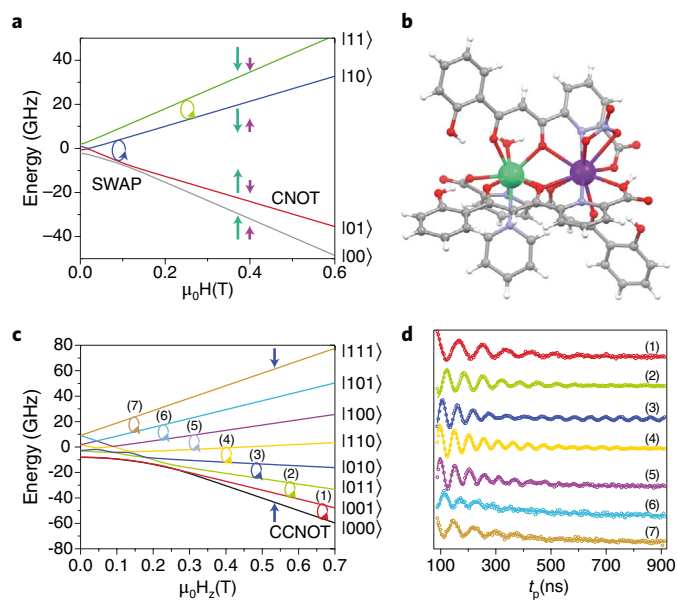 a
Energy (GHz)
40
20
0
−20
−40
SWAP
CNOT
|11⟩
|10⟩
|01⟩
|00⟩
0.0 0.2 0.4 0.6
μ₀H(T)
b
c
Energy (GHz)
80
60
40
20
0
−20
−40
−60
−80
(7)
(6)
(5)
(4)
(3)
(2)
(1)
CCNOT
|111⟩
|101⟩
|100⟩
|110⟩
|010⟩
|011⟩
|001⟩
|000⟩
0.0 0.1 0.2 0.3 0.4 0.5 0.6 0.7
μ₀H_z(T)
d
(1)
(2)
(3)
(4)
(5)
(6)
(7)
100 300 500 700 900
t_p(ns)